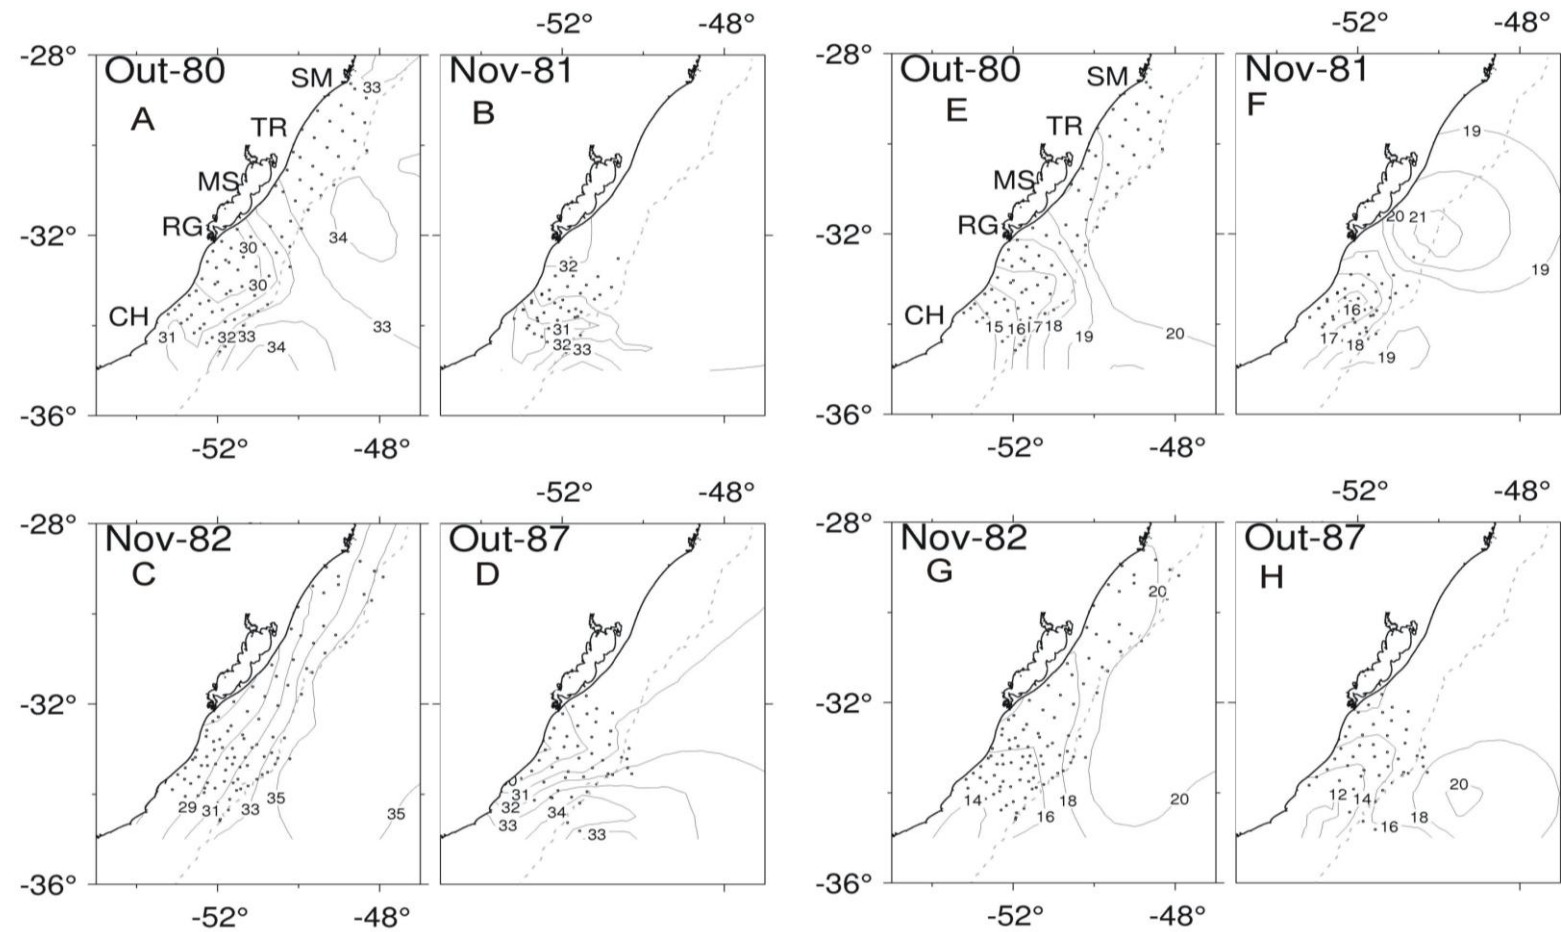 -52° -48° -52° -48°
-28° Out-80 SM 33 Nov-81 -28° Out-80 SM Nov-81
A B E F
TR TR 19
MS MS
RG 30 34 RG 20 21
-32° -32°
32 19
30
CH 33 CH 16
31 32 33 31 15 16 17 18 19 20 17 18
34 32 33 19
-36° -36°
-52° -48° -52° -48°
-52° -48° -52° -48°
-28° Nov-82 Out-87 -28° Nov-82 Out-87
C D G H
20
-32° -32°
29 31 33 35 35 31 14 18 20 12 14 20
32 34 16 18
33 33 16
-36° -36°
-52° -48° -52° -48°